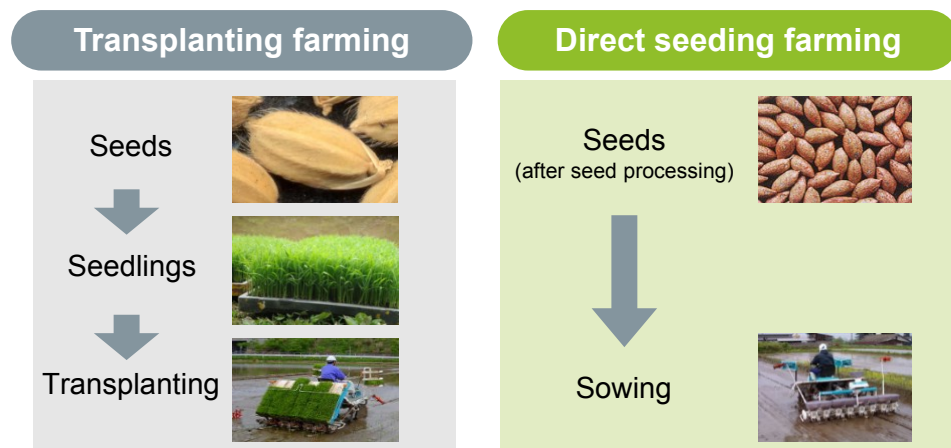 Transplanting farming
Seeds
Seedlings
Transplanting
Direct seeding farming
Seeds
(after seed processing)
Sowing